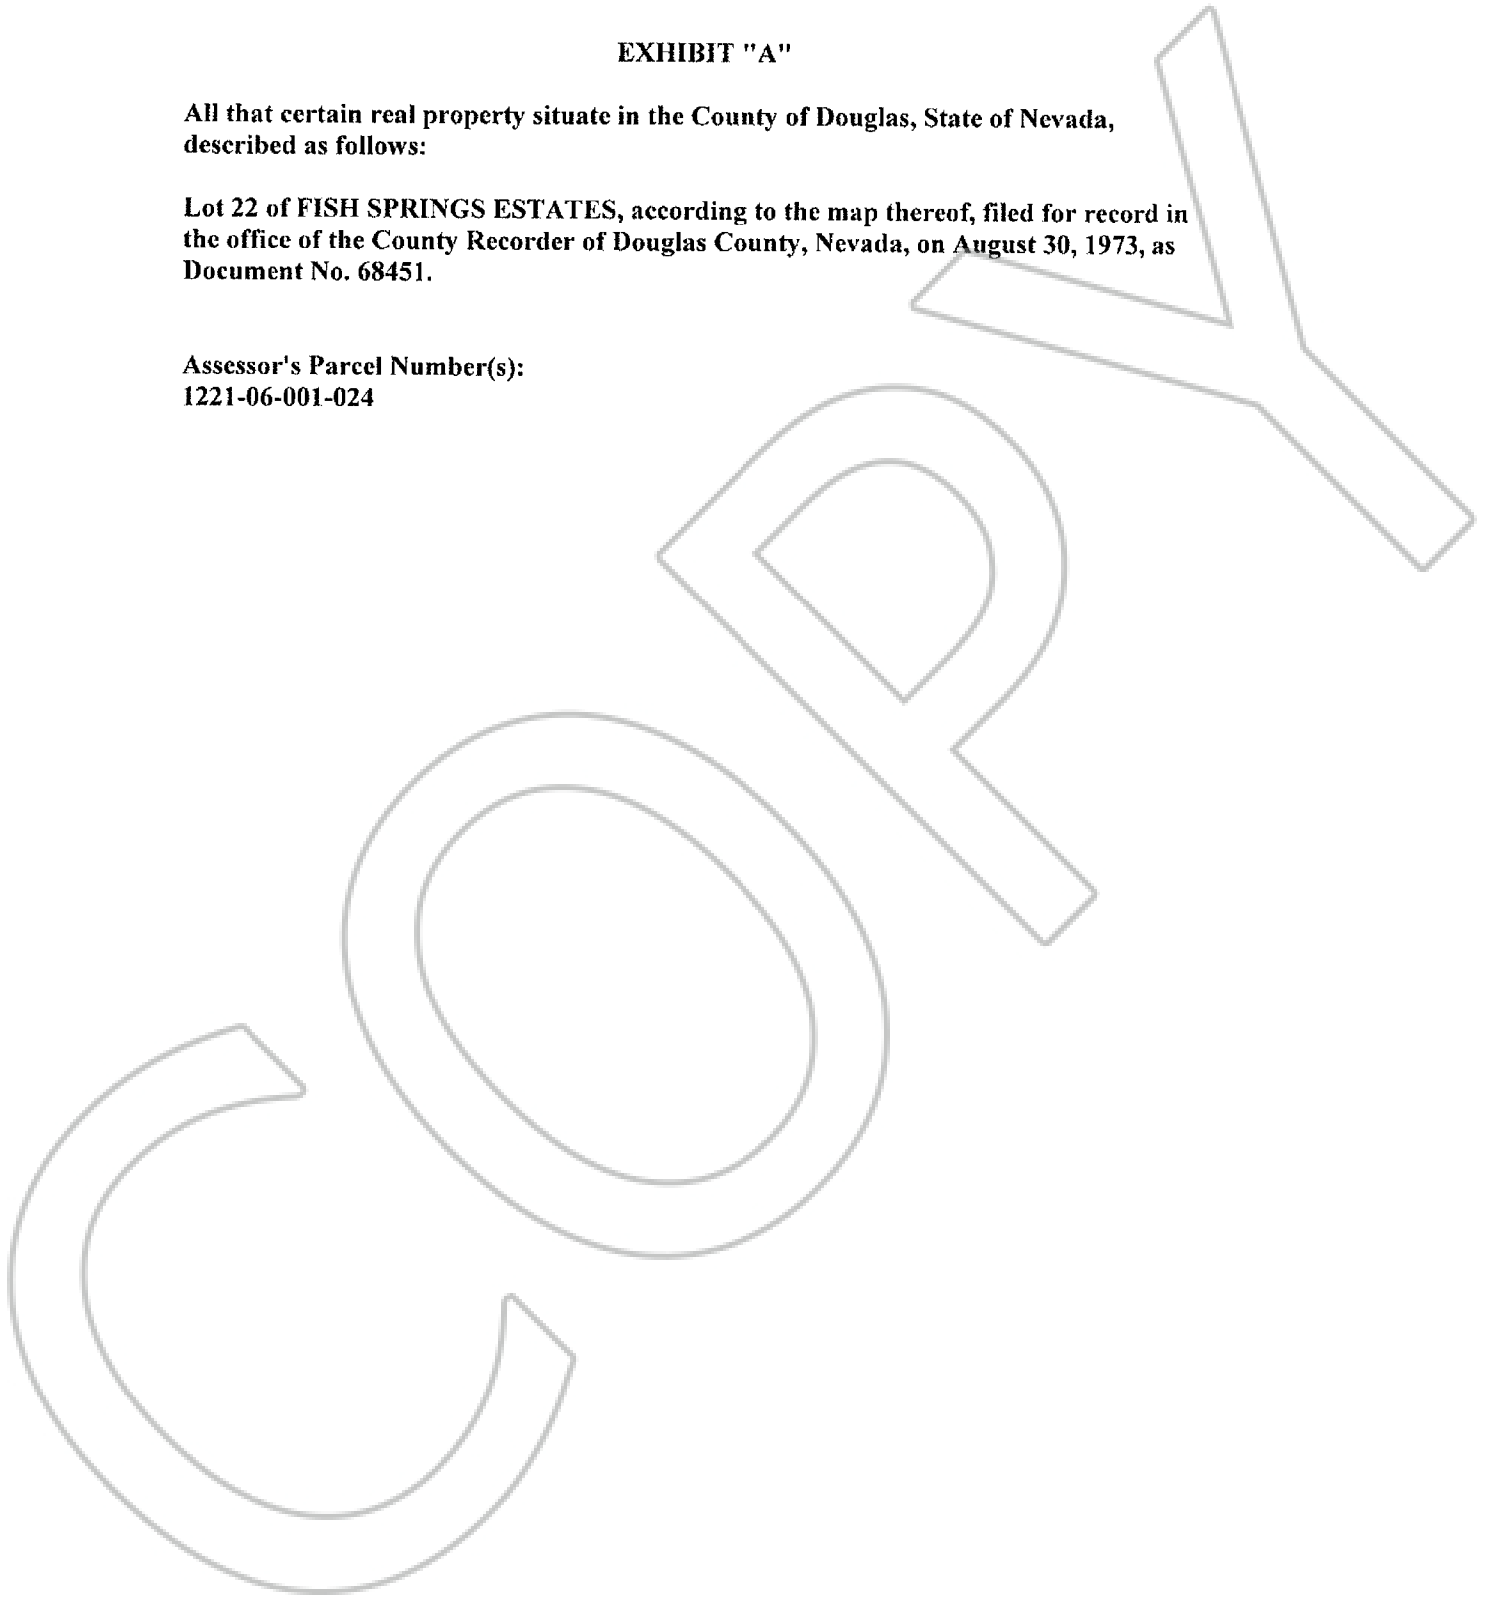 EXHIBIT "A"
All that certain real property situate in the County of Douglas, State of Nevada,
described as follows:
Lot 22 of FISH SPRINGS ESTATES, according to the map thereof, filed for record in
the office of the County Recorder of Douglas County, Nevada, on August 30, 1973, as
Document No. 68451.
Assessor's Parcel Number(s):
1221-06-001-024
COPY